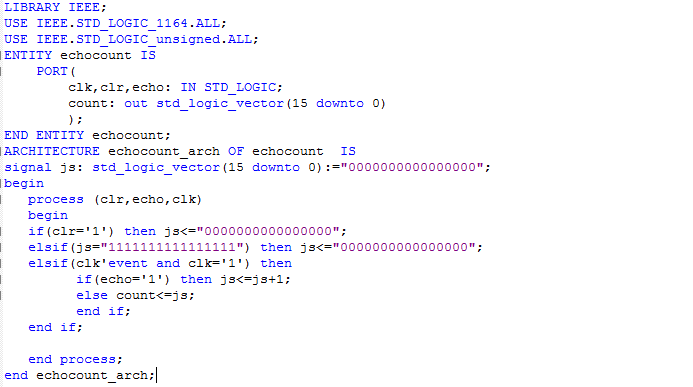 LIBRARY IEEE;
USE IEEE.STD_LOGIC_1164.ALL;
USE IEEE.STD_LOGIC_unsigned.ALL;
ENTITY echocount IS
    PORT(
        clk,clr,echo: IN STD_LOGIC;
        count: out std_logic_vector(15 downto 0)
        );
END ENTITY echocount;
ARCHITECTURE echocount_arch OF echocount  IS
signal js: std_logic_vector(15 downto 0):="0000000000000000";
begin
   process (clr,echo,clk)
   begin
   if(clr='1') then js<="0000000000000000";
   elsif(js="1111111111111111") then js<="0000000000000000";
   elsif(clk'event and clk='1') then
         if(echo='1') then js<=js+1;
         else count<=js;
         end if;
   end if;

   end process;
end echocount_arch;